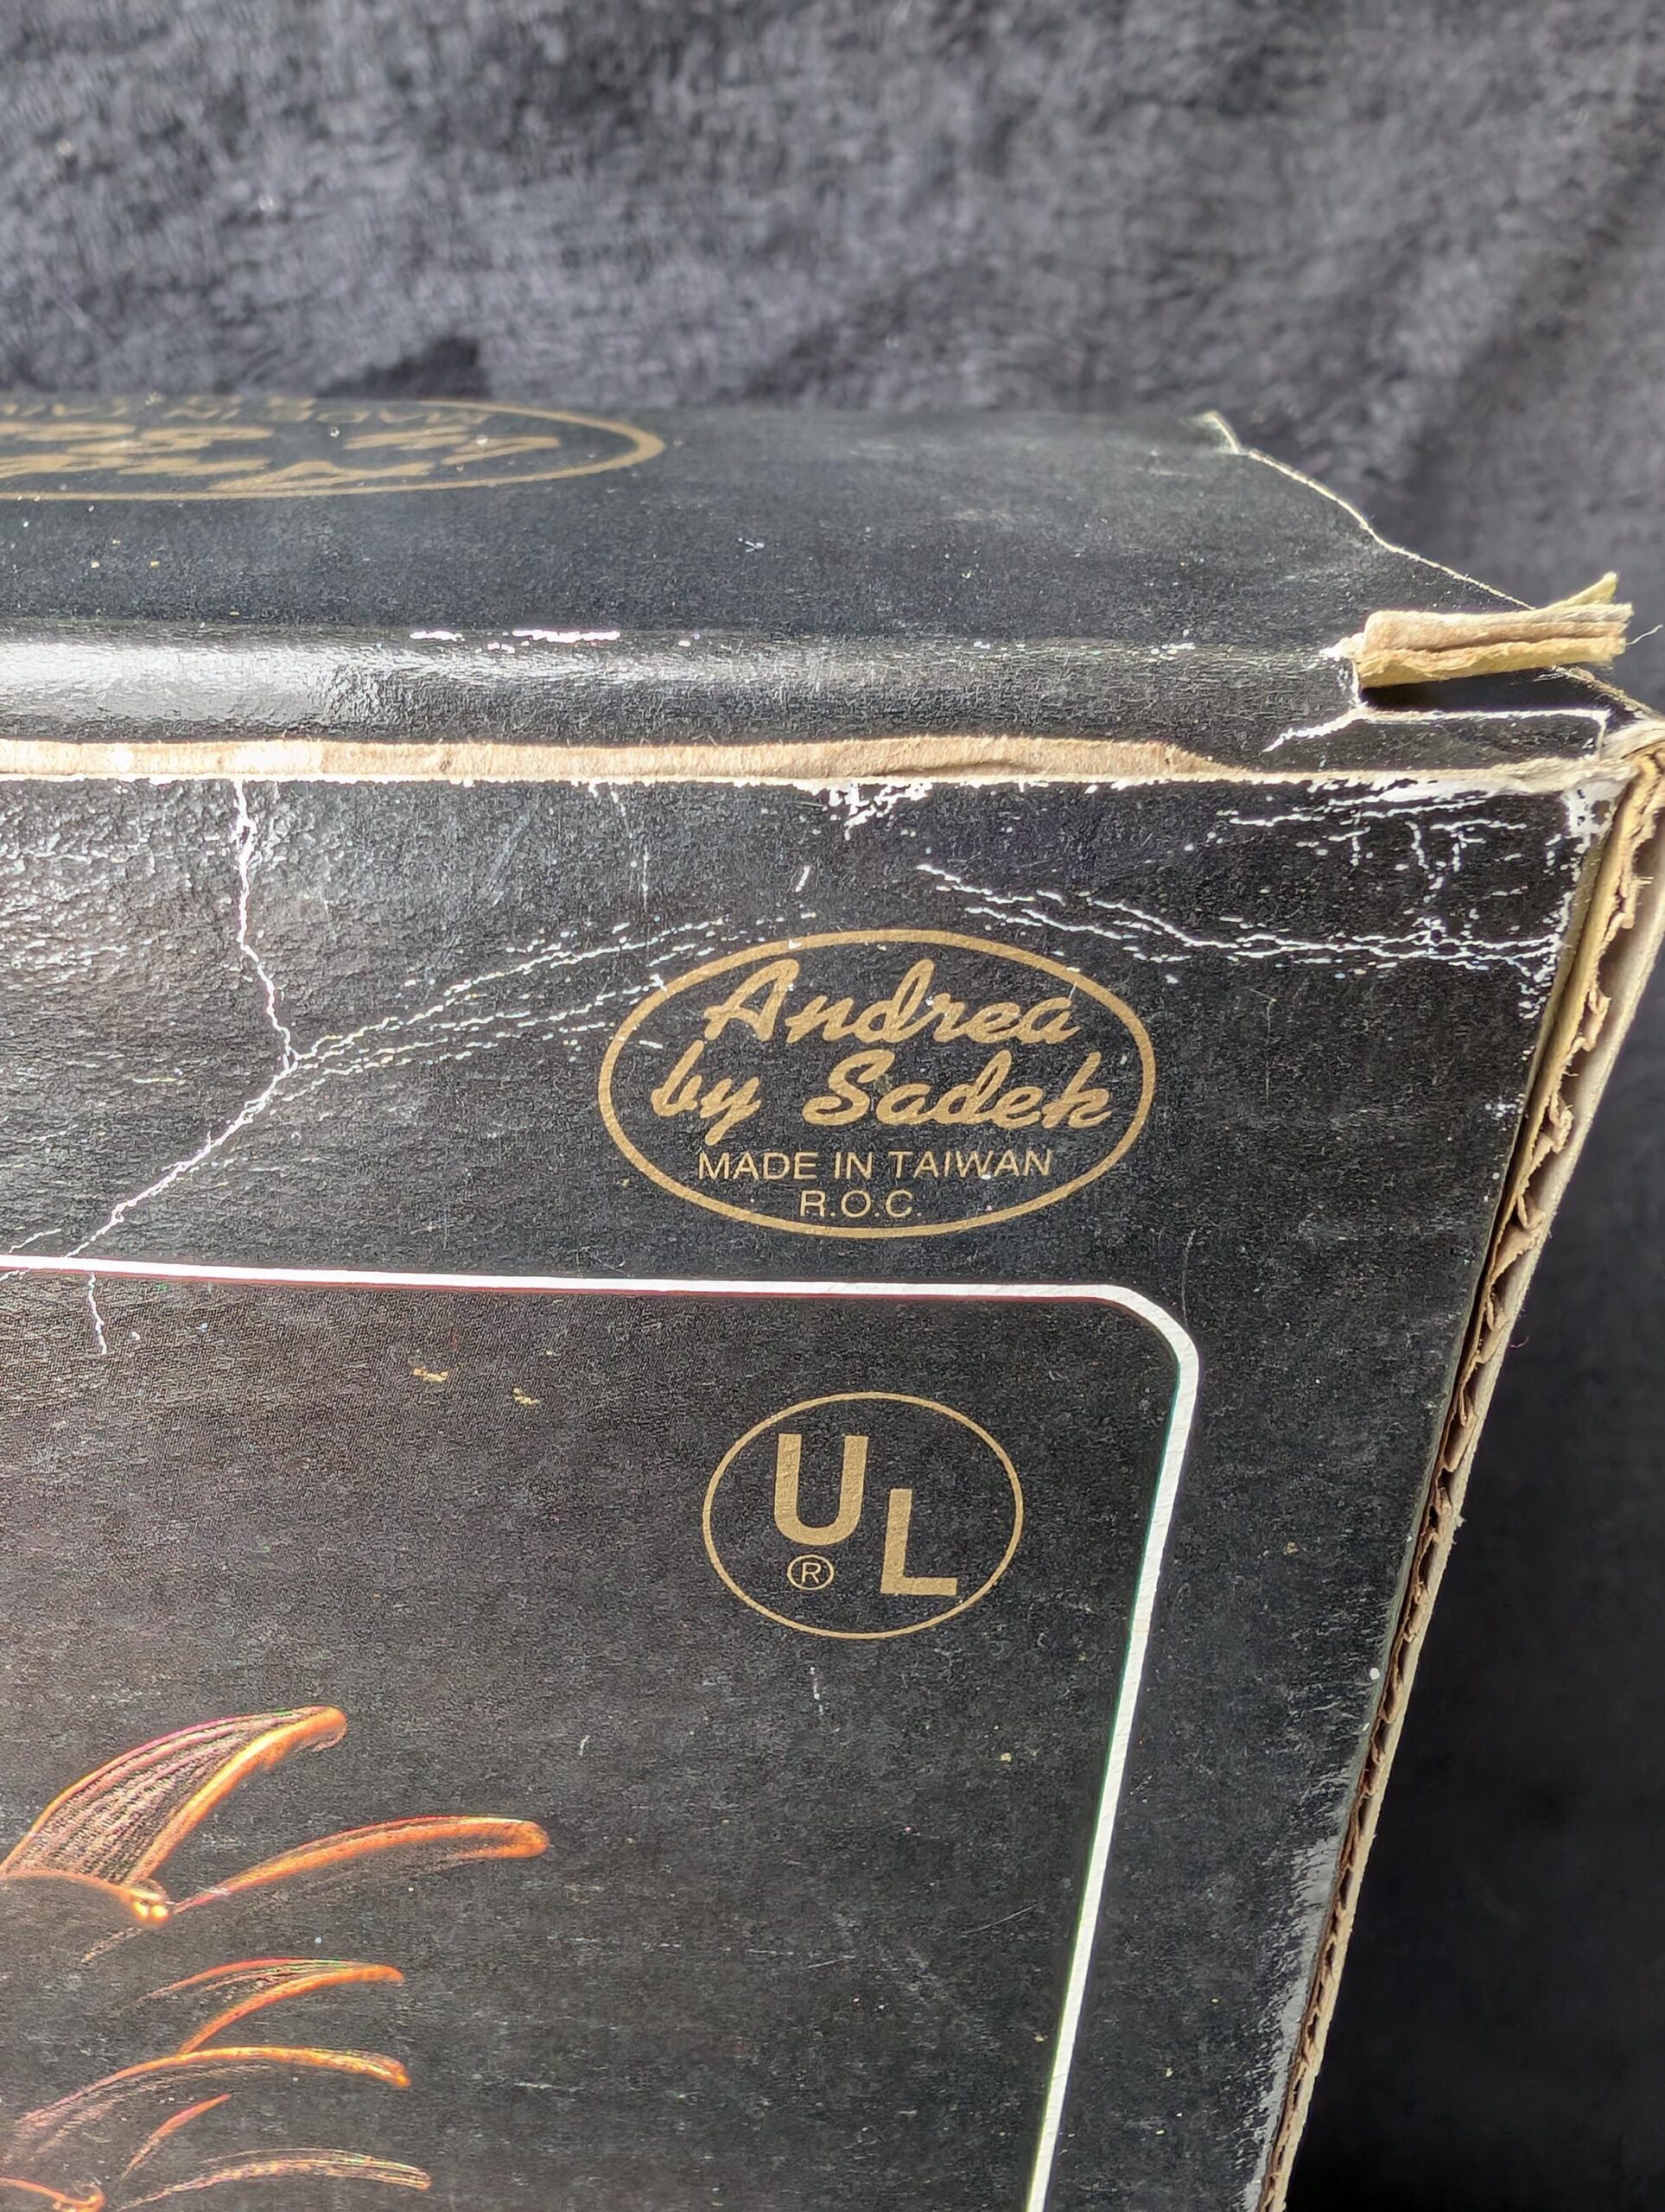 Andrea
by Sadek
MADE IN TAIWAN
R.O.C.
UL
®